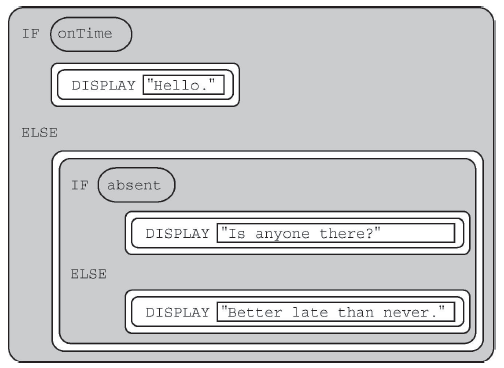 IF onTime
DISPLAY "Hello."
ELSE
IF absent
DISPLAY "Is anyone there?"
ELSE
DISPLAY "Better late than never."